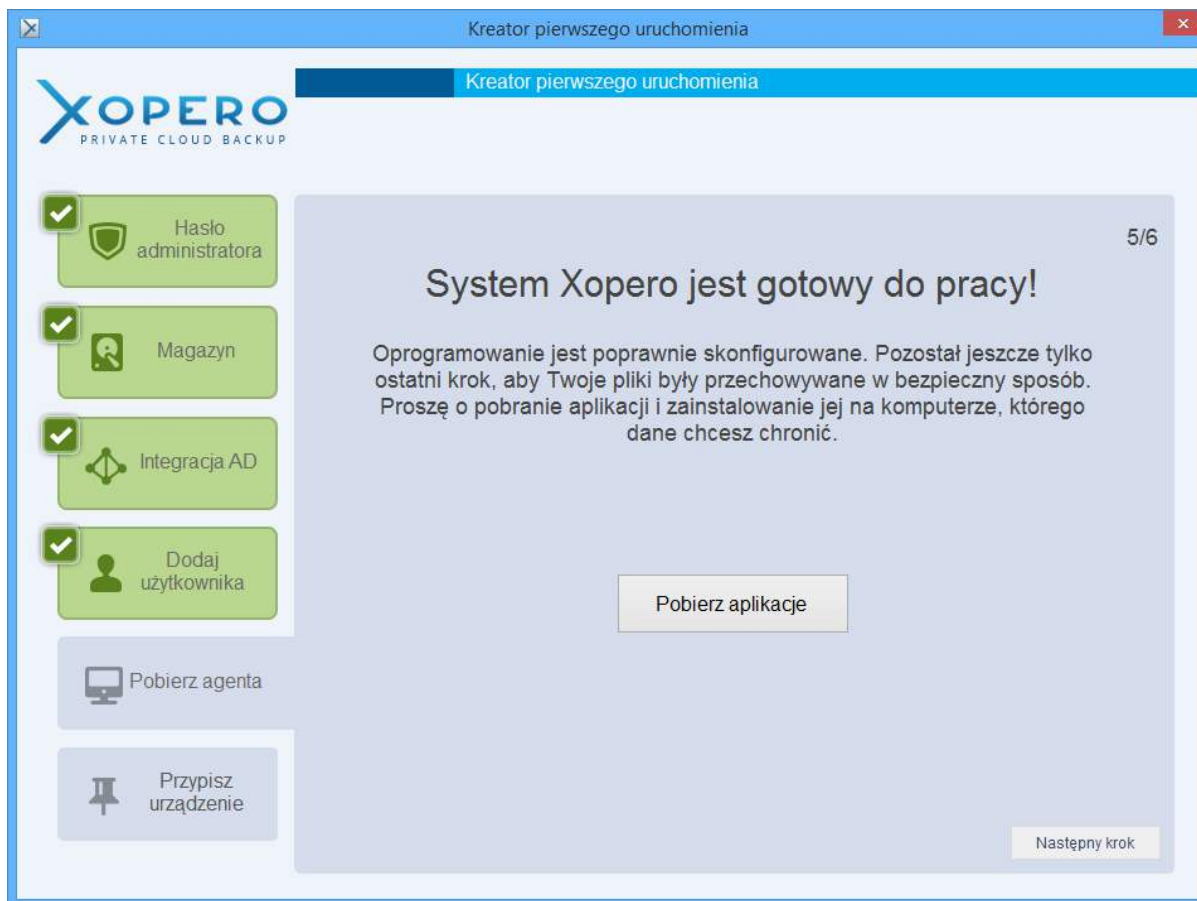 Kreator pierwszego uruchomienia
Kreator pierwszego uruchomienia
XOPERO
PRIVATE CLOUD BACKUP
Hasło
administratora
Magazyn
Integracja AD
Dodaj
użytkownika
Pobierz agenta
Przypisz
urządzenie
5/6
System Xopero jest gotowy do pracy!
Oprogramowanie jest poprawnie skonfigurowane. Pozostał jeszcze tylko
ostatni krok, aby Twoje pliki były przechowywane w bezpieczny sposób.
Proszę o pobranie aplikacji i zainstalowanie jej na komputerze, którego
dane chcesz chronić.
Pobierz aplikacje
Następny krok